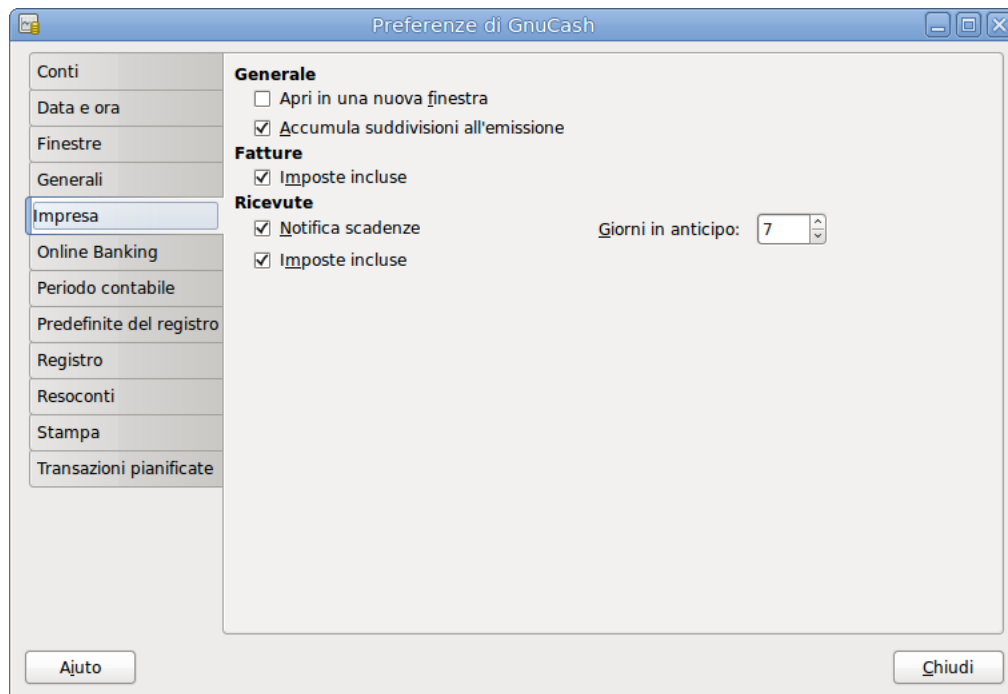 Preferenze di GnuCash
Conti
Data e ora
Finestre
Generali
Impresa
Online Banking
Periodo contabile
Predefinite del registro
Registro
Resoconti
Stampa
Transazioni pianificate
Generale
Apri in una nuova finestra
Accumula suddivisioni all'emissione
Fatture
Imposte incluse
Ricevute
Notifica scadenze Giorni in anticipo: 7
Imposte incluse
Aiuto Chiudi